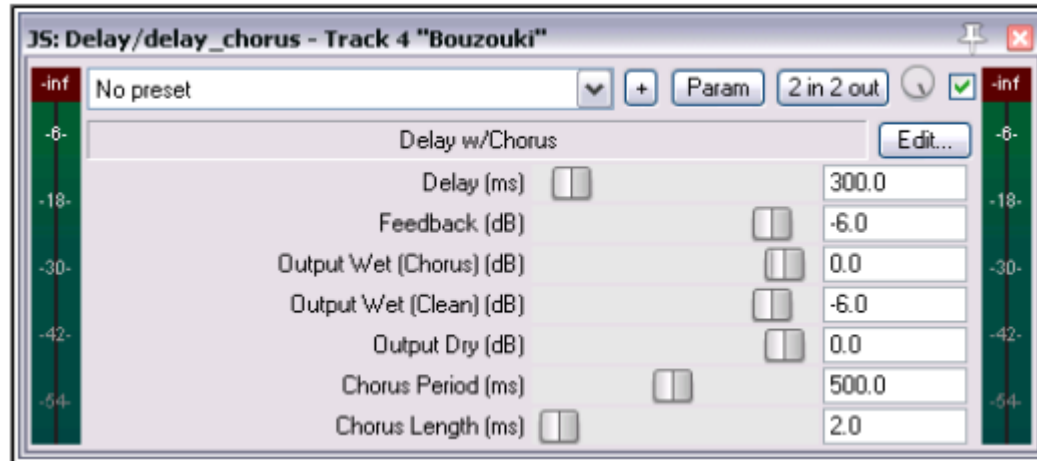 JS: Delay/delay_chorus - Track 4 "Bouzouki"
-inf No preset + Param 2 in 2 out -inf
-6- Delay w/Chorus Edit... -6-
Delay (ms) 300.0
-18- -18-
Feedback (dB) -6.0
-30- Output Wet (Chorus) (dB) 0.0 -30-
Output Wet (Clean) (dB) -6.0
-42- Output Dry (dB) 0.0 -42-
Chorus Period (ms) 500.0
-54- -54-
Chorus Length (ms) 2.0